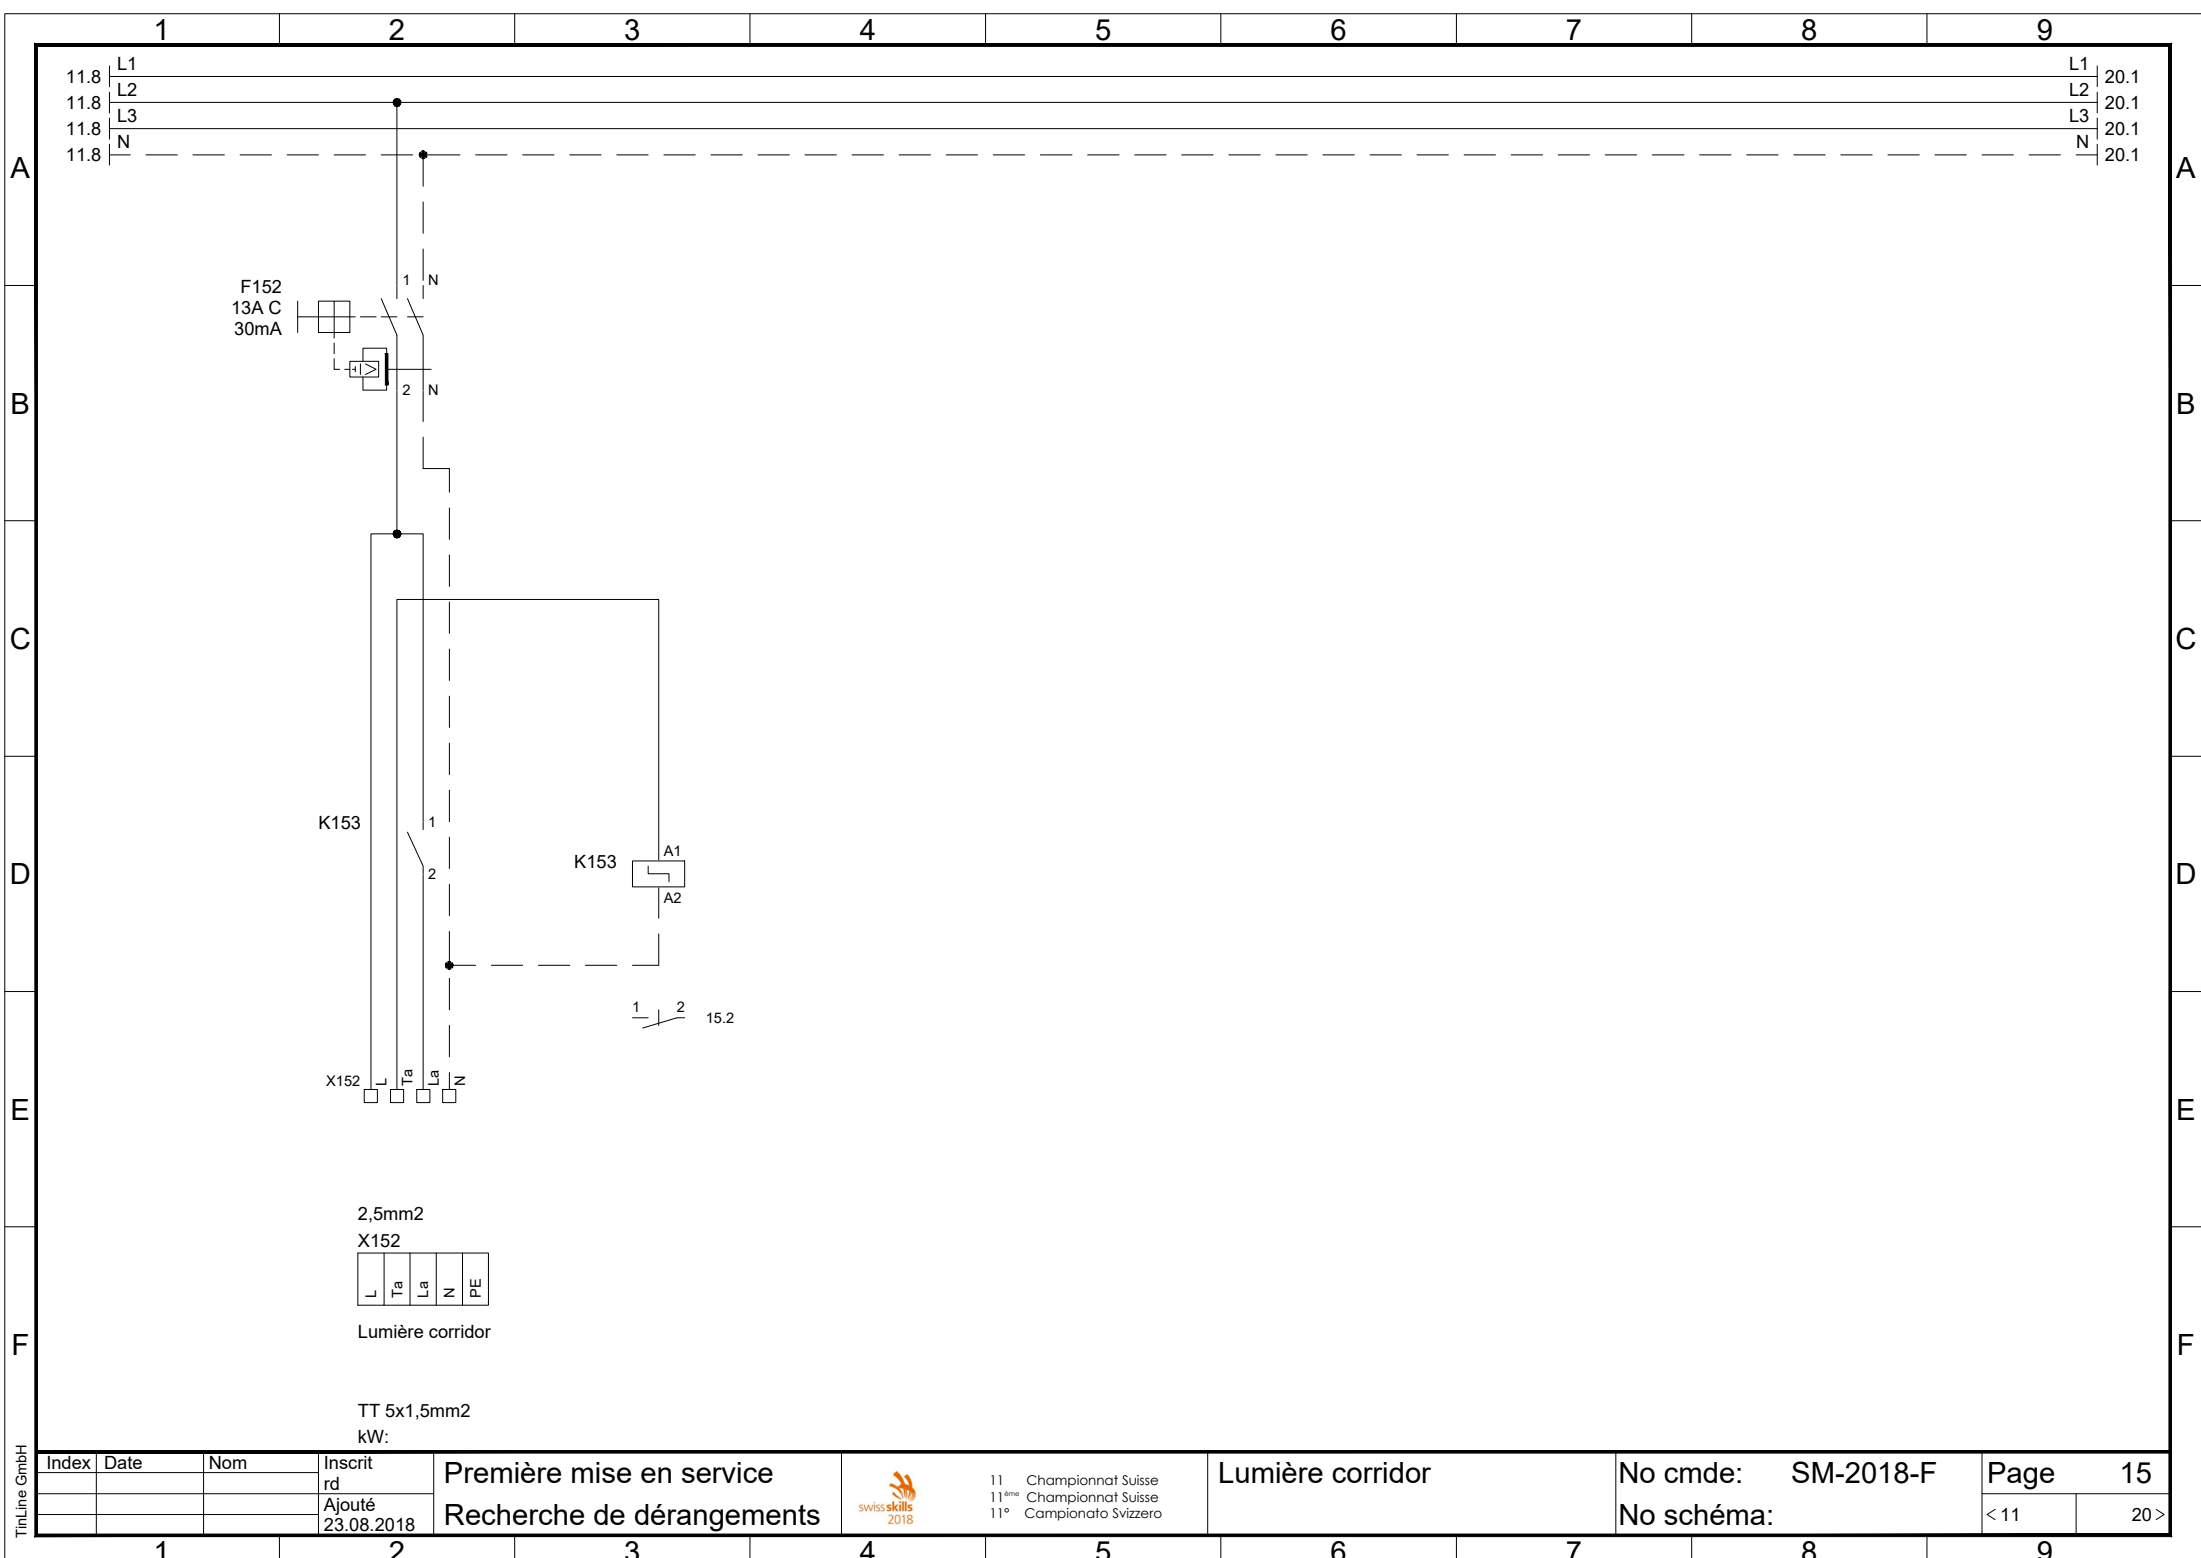 1 2 3 4 5 6 7 8 9
11.8 L1 L1 20.1
11.8 L2 L2 20.1
11.8 L3 L3 20.1
11.8 N N 20.1
A A
1 N
F152
13A C
30mA
2 N
B B
C C
K153 1
2
K153 A1
A2
D D
1 2 15.2
X152 L Ta La N
E E
2,5mm2
X152
L Ta La N PE
Lumière corridor
F F
TT 5x1,5mm2
kW:
TinLine GmbH
Index Date Nom Inscrit
rd
Ajouté
23.08.2018
Première mise en service
Recherche de dérangements
swiss skills
2018
11 Championnat Suisse
11ème Championnat Suisse
11° Campionato Svizzero
Lumière corridor
No cmde: SM-2018-F
No schéma:
Page 15
< 11 20 >
1 2 3 4 5 6 7 8 9